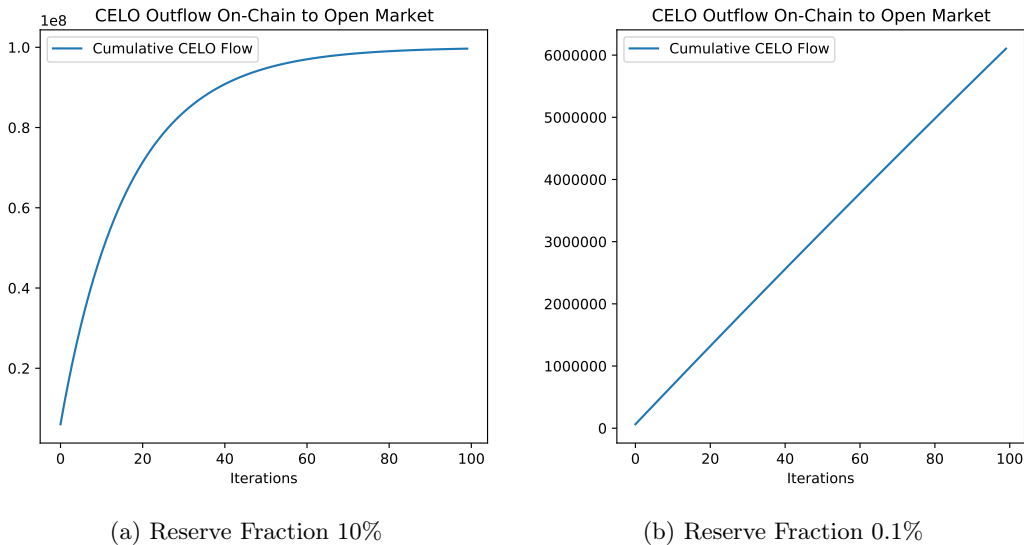 CELO Outflow On-Chain to Open Market
1e8
Cumulative CELO Flow
1.0
0.8
0.6
0.4
0.2
0 20 40 60 80 100
Iterations
(a) Reserve Fraction 10%
CELO Outflow On-Chain to Open Market
Cumulative CELO Flow
6000000
5000000
4000000
3000000
2000000
1000000
0
0 20 40 60 80 100
Iterations
(b) Reserve Fraction 0.1%